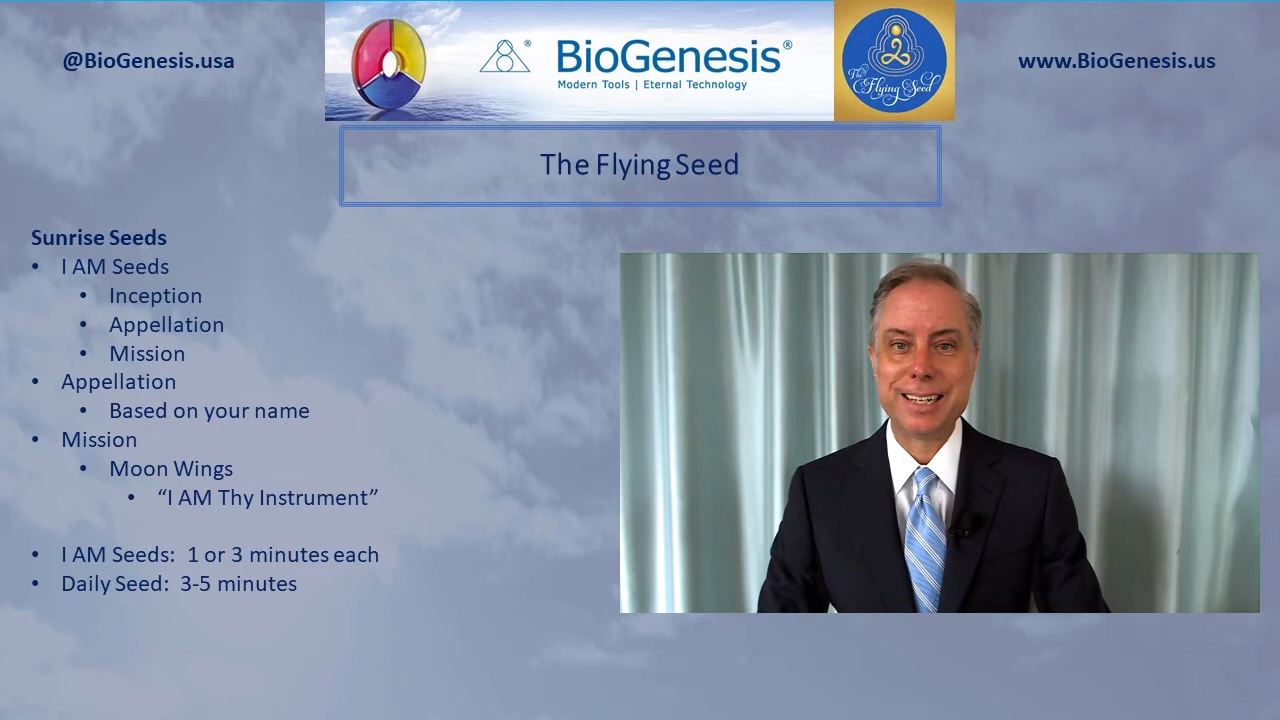 @BioGenesis.usa
BioGenesis®
Modern Tools | Eternal Technology
The Flying Seed
www.BioGenesis.us
The Flying Seed
Sunrise Seeds
• I AM Seeds
• Inception
• Appellation
• Mission
• Appellation
• Based on your name
• Mission
• Moon Wings
• “I AM Thy Instrument”
• I AM Seeds: 1 or 3 minutes each
• Daily Seed: 3-5 minutes